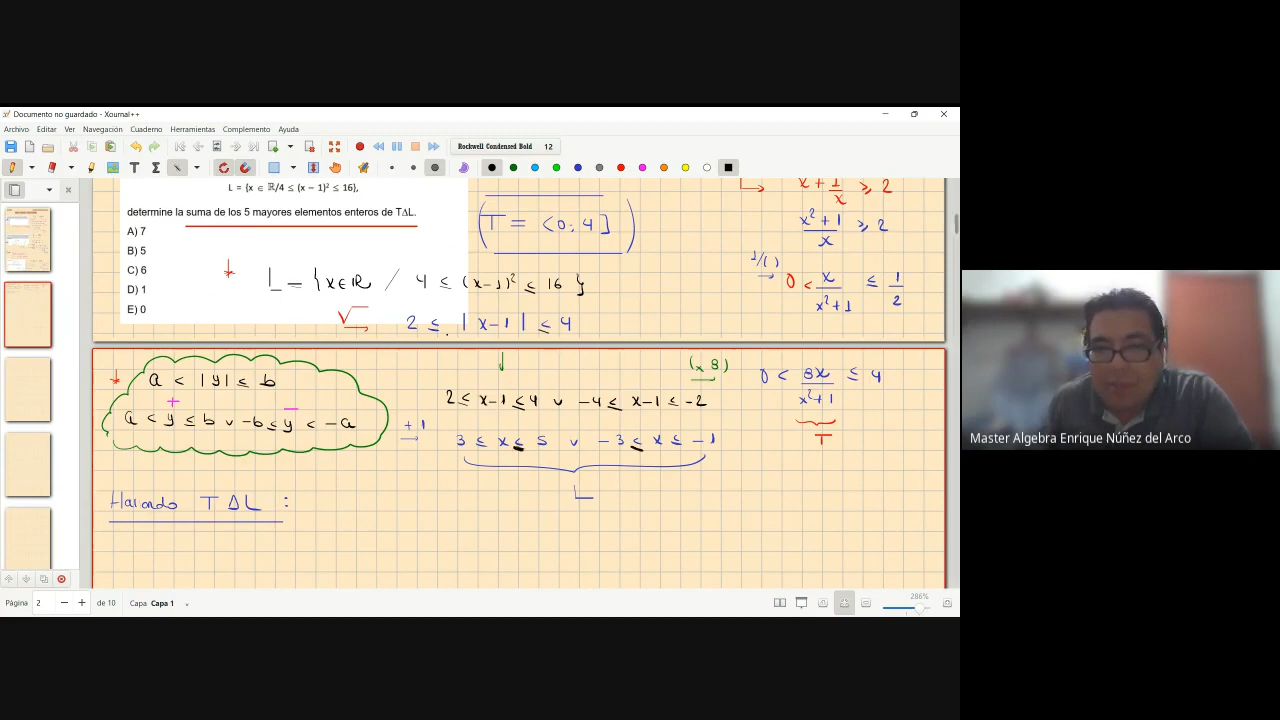 Documento no guardado - Xournal++
Archivo Editar Ver Navegación Cuaderno Herramientas Complemento Ayuda
Rockwell Condensed Bold 12
L = {x ∈ ℝ/4 ≤ (x − 1)² ≤ 16},
determine la suma de los 5 mayores elementos enteros de TΔL.
A) 7
B) 5
C) 6
D) 1
E) 0
T = <0; 4]
L = {x ∈ ℝ / 4 ≤ (x-1)² ≤ 16}
√ 2 ≤ |x-1| ≤ 4
x + 1/x ≥ 2
(x²+1)/x ≥ 2
1/( )
0 < x/(x²+1) ≤ 1/2
a < |y| ≤ b
+ −
a < y ≤ b ∨ -b ≤ y < -a
+1
2 ≤ x-1 ≤ 4 ∨ -4 ≤ x-1 ≤ -2
3 ≤ x ≤ 5 ∨ -3 ≤ x ≤ -1
L
(x 8)
0 < 8x/(x²+1) ≤ 4
T
TΔL :
Master Algebra Enrique Núñez del Arco
Página 2 de 10 Capa Capa 1
286%